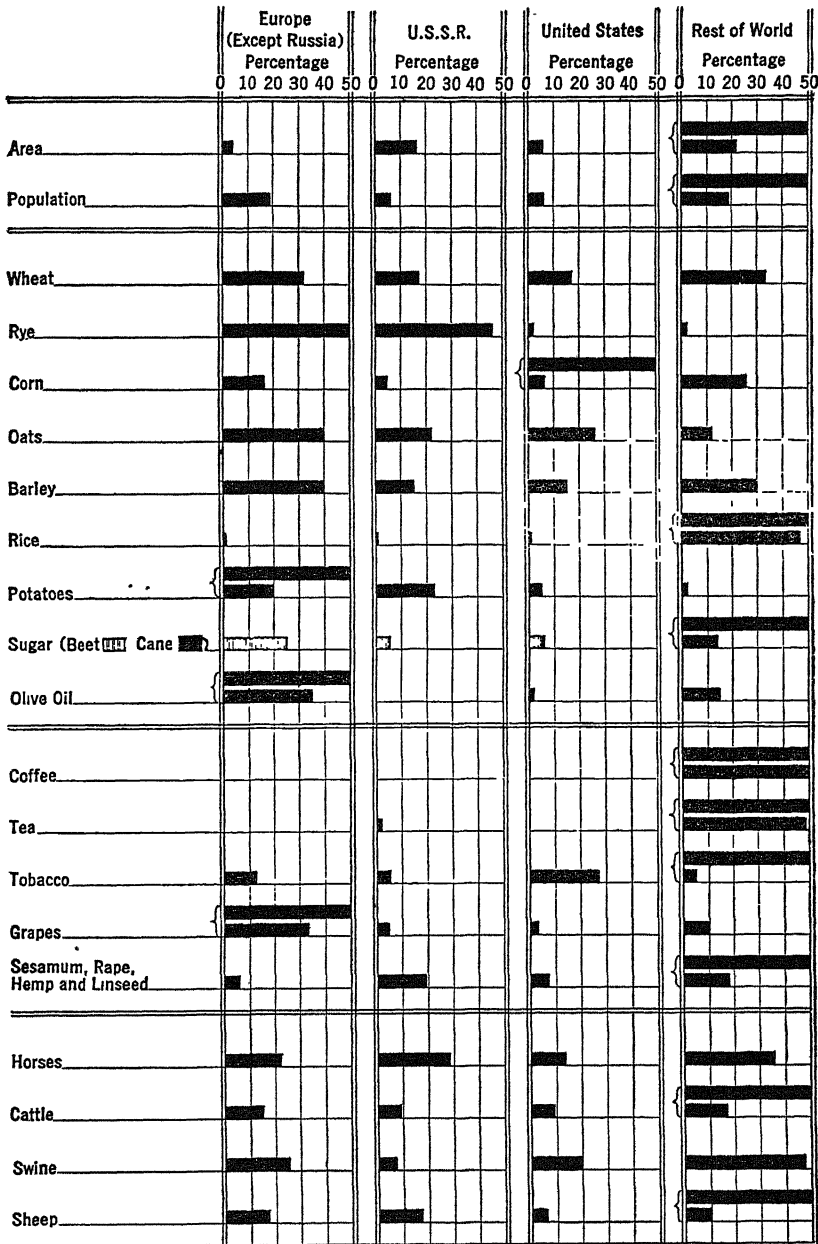 Europe
(Except Russia)
Percentage
0 10 20 30 40 50
U.S.S.R.
Percentage
0 10 20 30 40 50
United States
Percentage
0 10 20 30 40 50
Rest of World
Percentage
0 10 20 30 40 50
Area
Population
Wheat
Rye
Corn
Oats
Barley
Rice
Potatoes
Sugar (Beet Cane
Olive Oil
Coffee
Tea
Tobacco
Grapes
Sesamum, Rape,
Hemp and Linseed
Horses
Cattle
Swine
Sheep